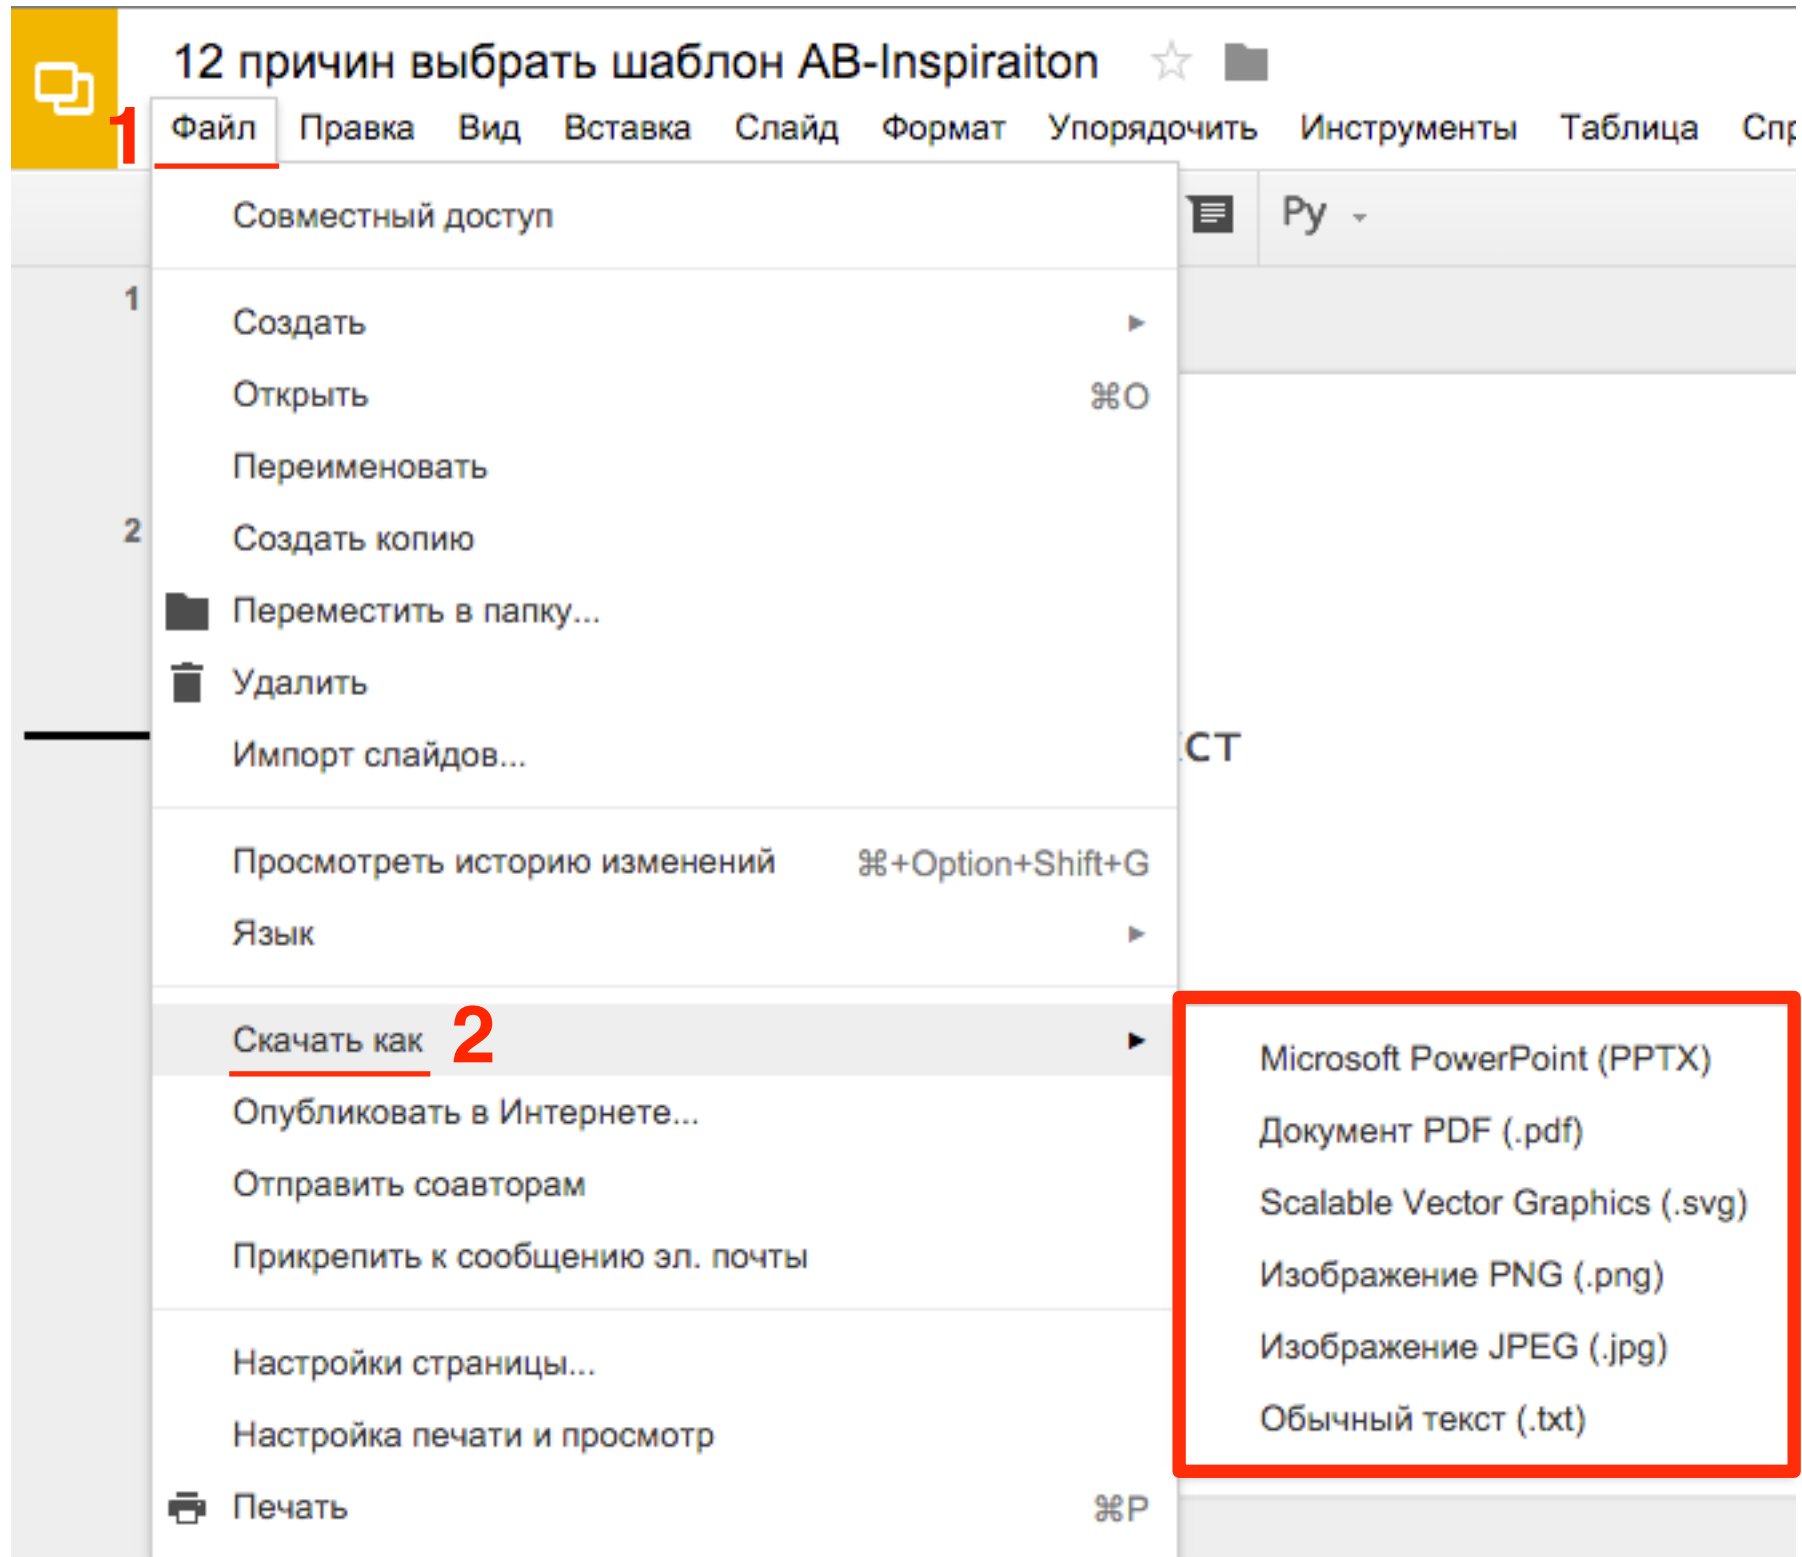 12 причин выбрать шаблон AB-Inspiraiton
1 Файл Правка Вид Вставка Слайд Формат Упорядочить Инструменты Таблица
Ру
Совместный доступ
1
Создать
Открыть ⌘O
Переименовать
2
Создать копию
Переместить в папку...
Удалить
Импорт слайдов...
Просмотреть историю изменений ⌘+Option+Shift+G
Язык
Скачать как 2
Опубликовать в Интернете...
Отправить соавторам
Прикрепить к сообщению эл. почты
Настройки страницы...
Настройка печати и просмотр
Печать ⌘P
Microsoft PowerPoint (PPTX)
Документ PDF (.pdf)
Scalable Vector Graphics (.svg)
Изображение PNG (.png)
Изображение JPEG (.jpg)
Обычный текст (.txt)